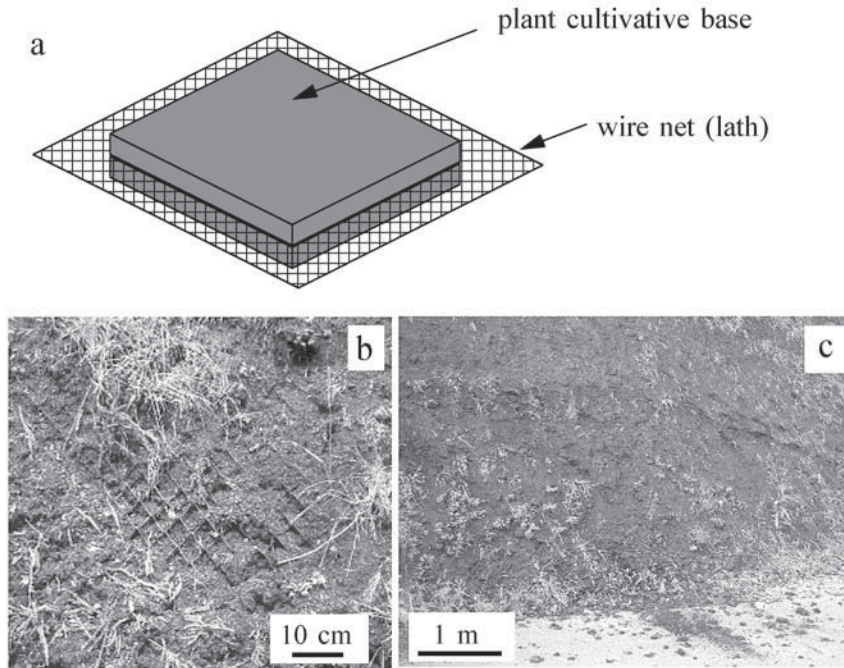 a
plant cultivative base
wire net (lath)
b
10 cm
c
1 m